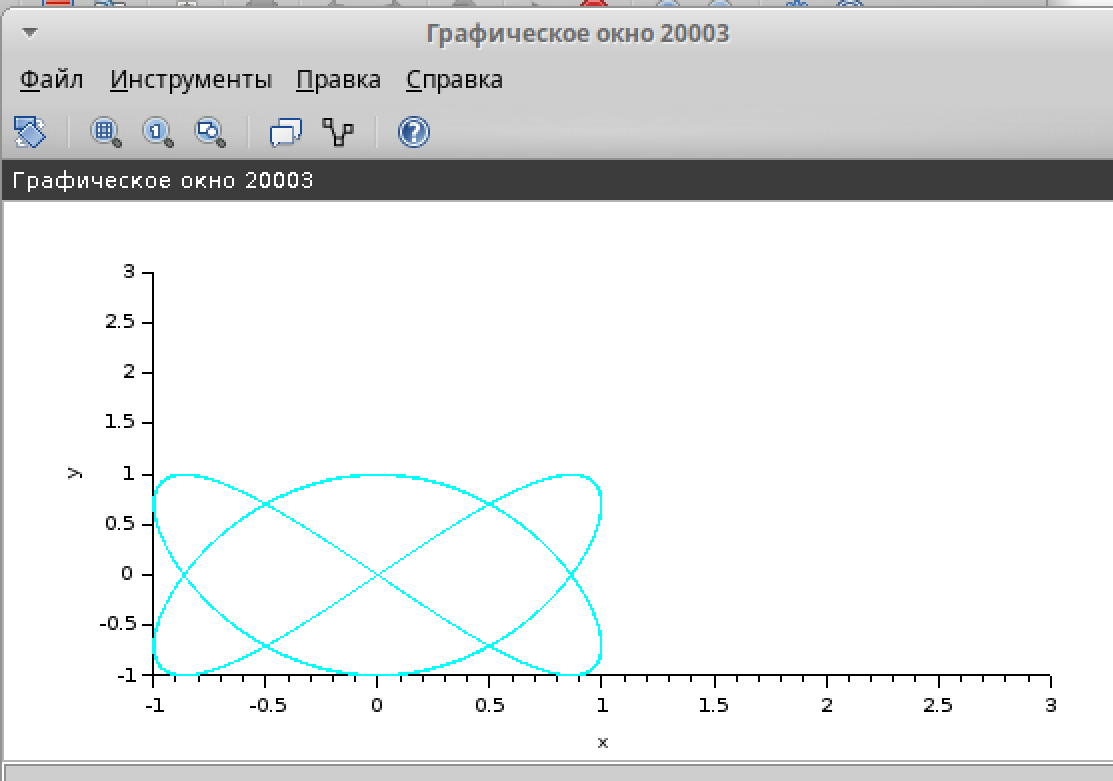 Графическое окно 20003
Файл Инструменты Правка Справка
Графическое окно 20003
3
2.5
2
1.5
1
y
0.5
0
-0.5
-1
-1 -0.5 0 0.5 1 1.5 2 2.5 3
x